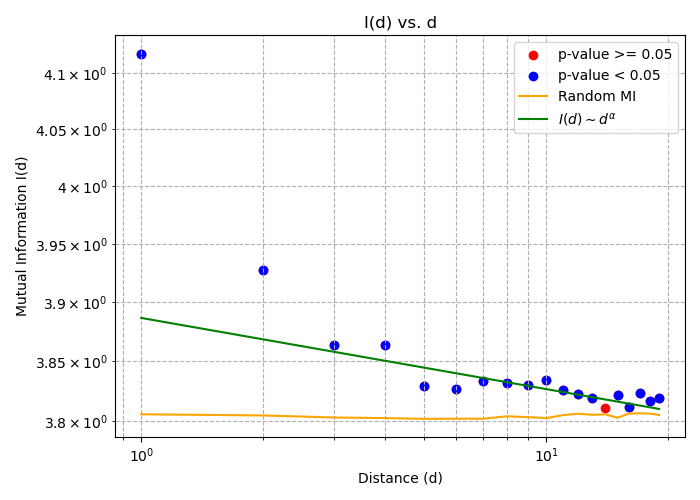 I(d) vs. d
p-value >= 0.05
p-value < 0.05
Random MI
I(d) ~ d^α
Mutual Information I(d)
4.1 × 10^0
4.05 × 10^0
4 × 10^0
3.95 × 10^0
3.9 × 10^0
3.85 × 10^0
3.8 × 10^0
10^0
10^1
Distance (d)